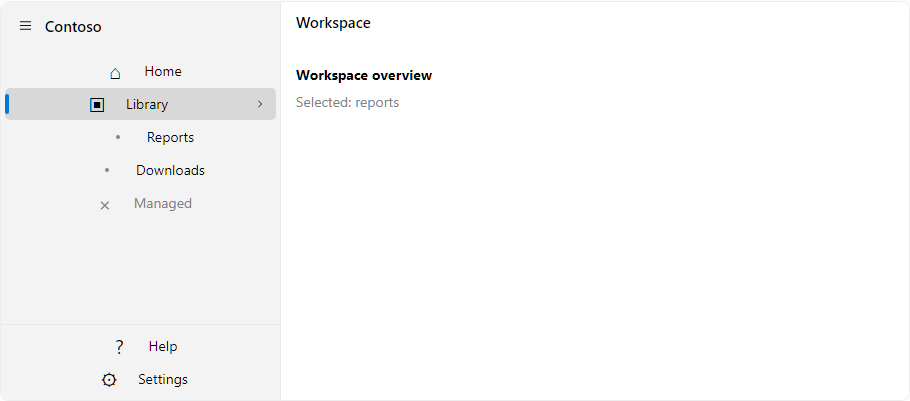 Contoso
Home
Library
Reports
Downloads
Managed
Help
Settings
Workspace
Workspace overview
Selected: reports